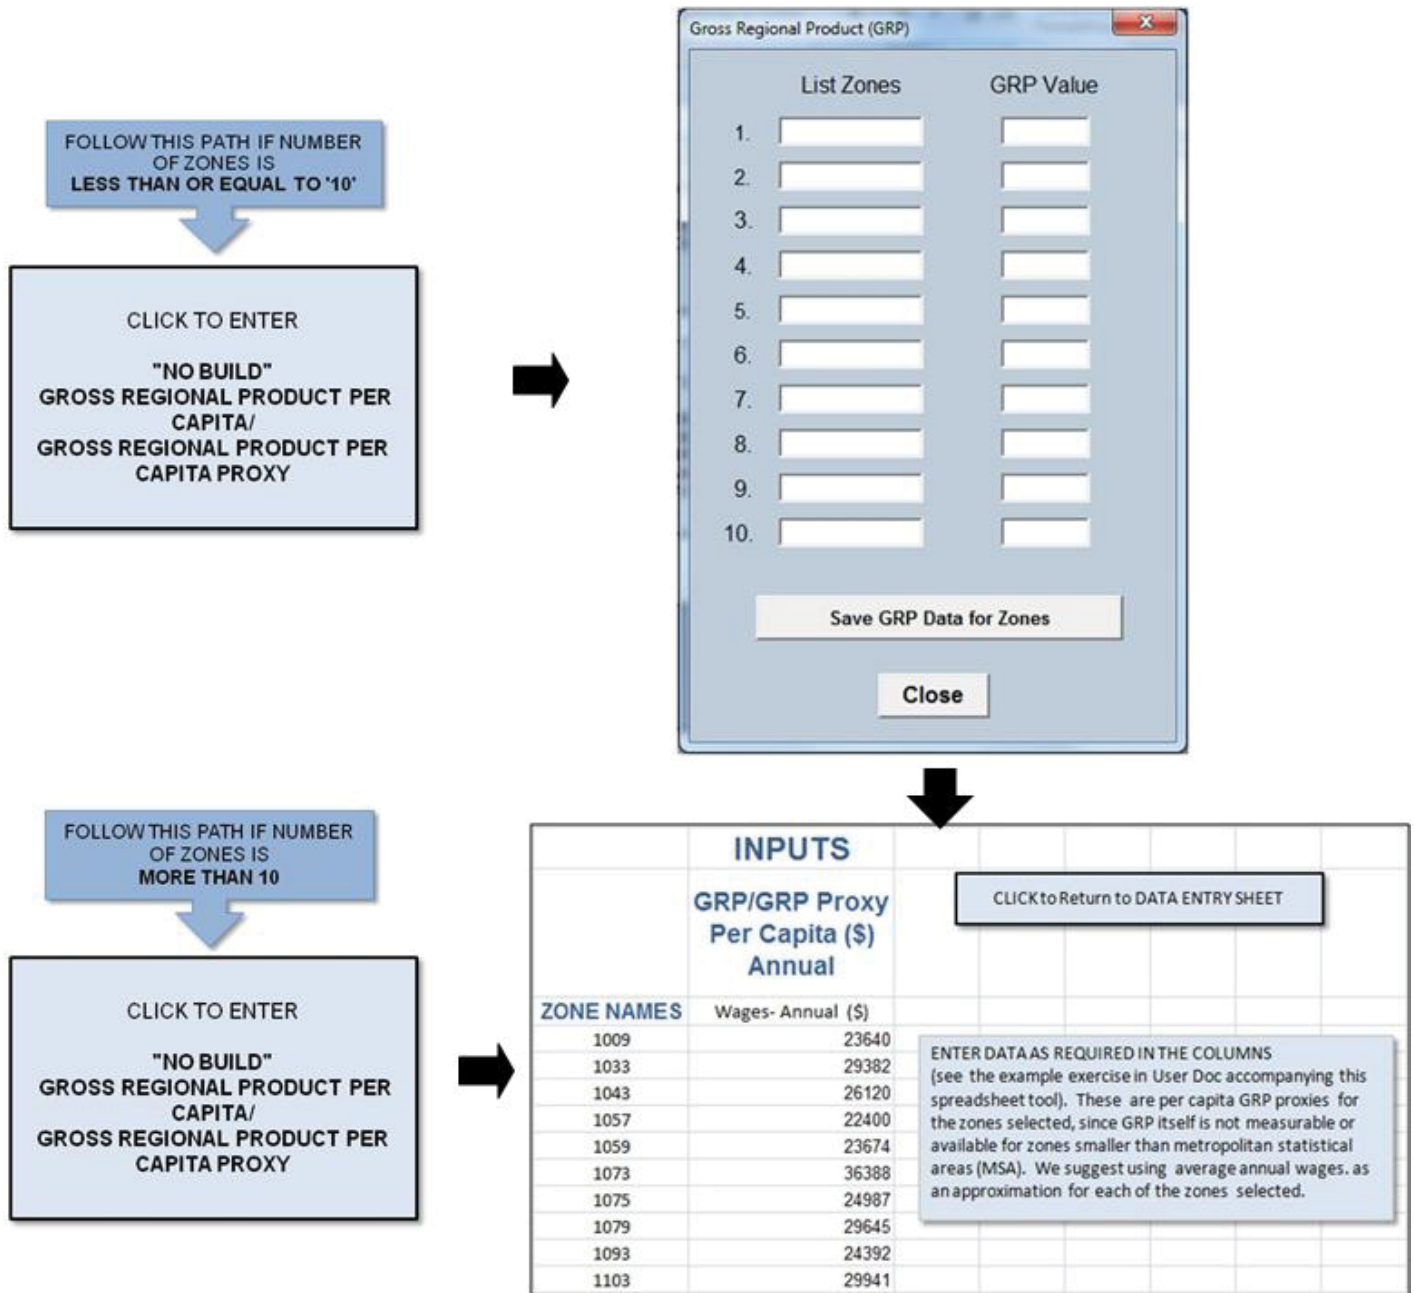 Gross Regional Product (GRP)
List Zones GRP Value
1.
2.
3.
4.
5.
6.
7.
8.
9.
10.
Save GRP Data for Zones
Close
FOLLOW THIS PATH IF NUMBER
OF ZONES IS
LESS THAN OR EQUAL TO '10'
CLICK TO ENTER
"NO BUILD"
GROSS REGIONAL PRODUCT PER
CAPITA/
GROSS REGIONAL PRODUCT PER
CAPITA PROXY
FOLLOW THIS PATH IF NUMBER
OF ZONES IS
MORE THAN 10
CLICK TO ENTER
"NO BUILD"
GROSS REGIONAL PRODUCT PER
CAPITA/
GROSS REGIONAL PRODUCT PER
CAPITA PROXY
INPUTS
GRP/GRP Proxy
Per Capita ($)
Annual
CLICK to Return to DATA ENTRY SHEET
ZONE NAMES Wages- Annual ($)
1009 23640
1033 29382
1043 26120
1057 22400
1059 23674
1073 36388
1075 24987
1079 29645
1093 24392
1103 29941
ENTER DATA AS REQUIRED IN THE COLUMNS
(see the example exercise in User Doc accompanying this
spreadsheet tool). These are per capita GRP proxies for
the zones selected, since GRP itself is not measurable or
available for zones smaller than metropolitan statistical
areas (MSA). We suggest using average annual wages. as
an approximation for each of the zones selected.